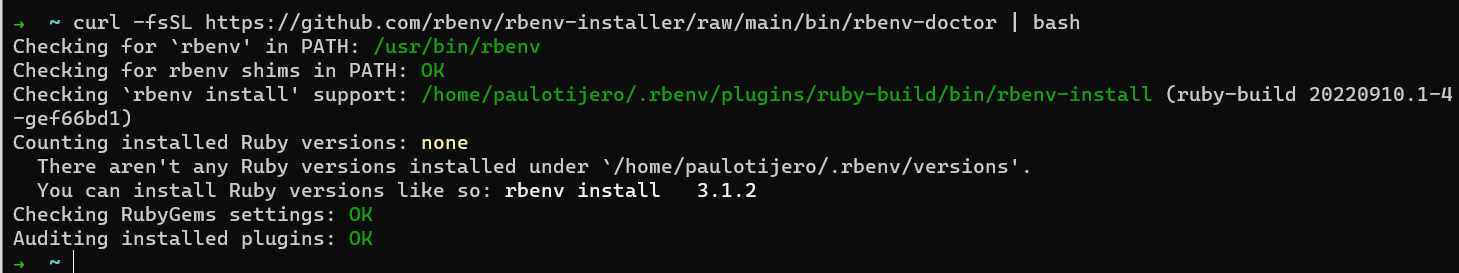 → ~ curl -fsSL https://github.com/rbenv/rbenv-installer/raw/main/bin/rbenv-doctor | bash
Checking for `rbenv' in PATH: /usr/bin/rbenv
Checking for rbenv shims in PATH: OK
Checking `rbenv install' support: /home/paulotijero/.rbenv/plugins/ruby-build/bin/rbenv-install (ruby-build 20220910.1-4
-gef66bd1)
Counting installed Ruby versions: none
  There aren't any Ruby versions installed under `/home/paulotijero/.rbenv/versions'.
  You can install Ruby versions like so: rbenv install   3.1.2
Checking RubyGems settings: OK
Auditing installed plugins: OK
→ ~